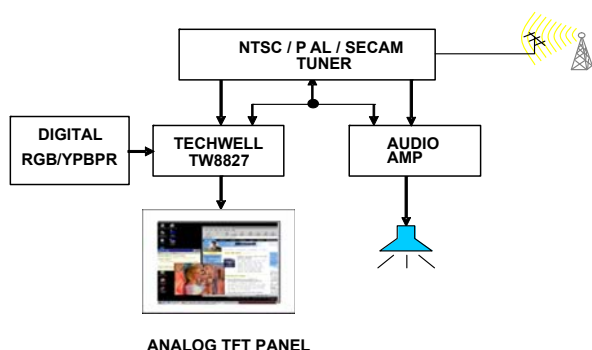 NTSC / P AL / SECAM
TUNER
DIGITAL
RGB/YPBPR
TECHWELL
TW8827
AUDIO
AMP
ANALOG TFT PANEL